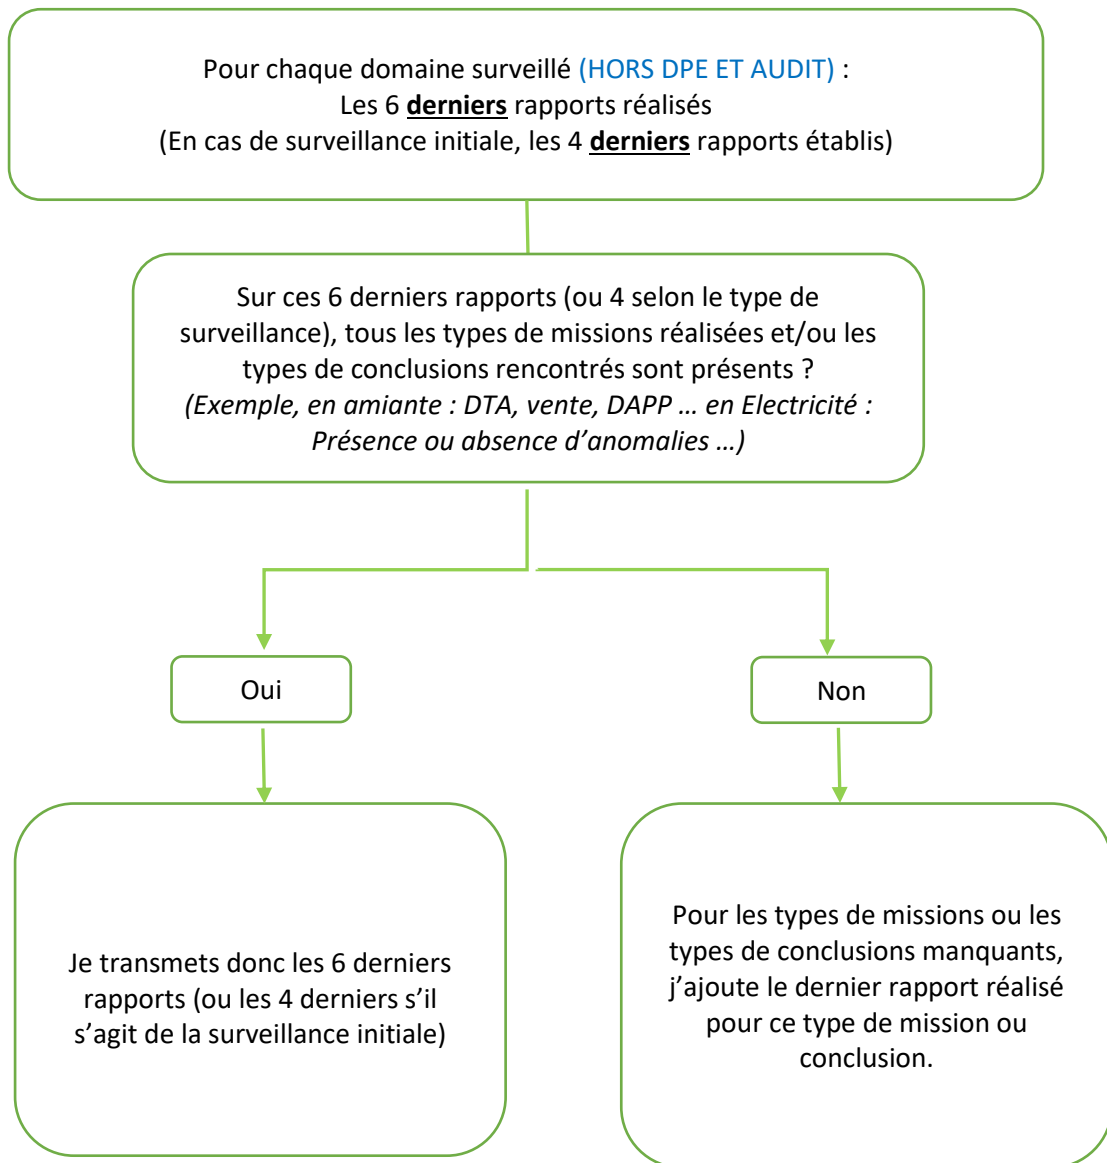 Pour chaque domaine surveillé (HORS DPE ET AUDIT) :
Les 6 derniers rapports réalisés
(En cas de surveillance initiale, les 4 derniers rapports établis)
Sur ces 6 derniers rapports (ou 4 selon le type de
surveillance), tous les types de missions réalisées et/ou les
types de conclusions rencontrés sont présents ?
(Exemple, en amiante : DTA, vente, DAPP … en Electricité :
Présence ou absence d’anomalies …)
Oui
Non
Je transmets donc les 6 derniers
rapports (ou les 4 derniers s’il
s’agit de la surveillance initiale)
Pour les types de missions ou les
types de conclusions manquants,
j’ajoute le dernier rapport réalisé
pour ce type de mission ou
conclusion.